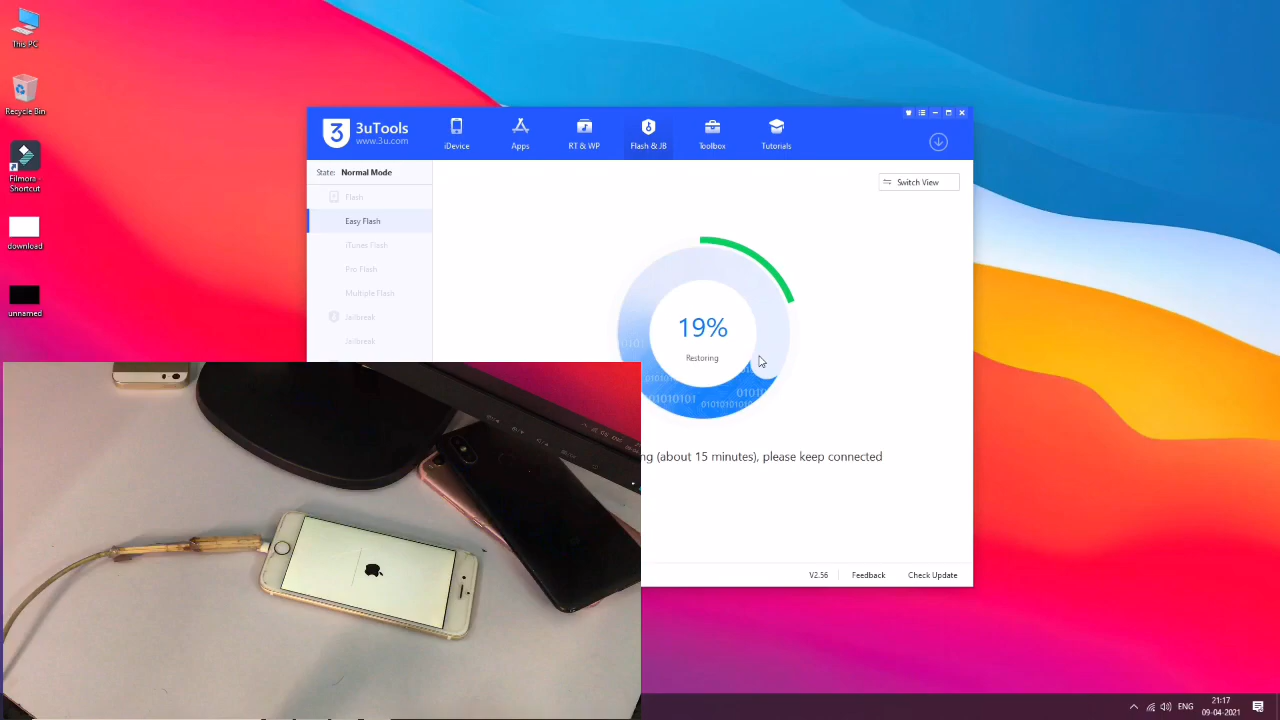 This PC
Recycle Bin
Filmora -
Shortcut
download
unnamed
3uTools
www.3u.com
iDevice
Apps
RT & WP
Flash & JB
Toolbox
Tutorials
State: Normal Mode
Flash
Easy Flash
iTunes Flash
Pro Flash
Multiple Flash
Jailbreak
Jailbreak
Switch View
19%
Restoring
ng (about 15 minutes), please keep connected
V2.56
Feedback
Check Update
ENG
21:17
09-04-2021